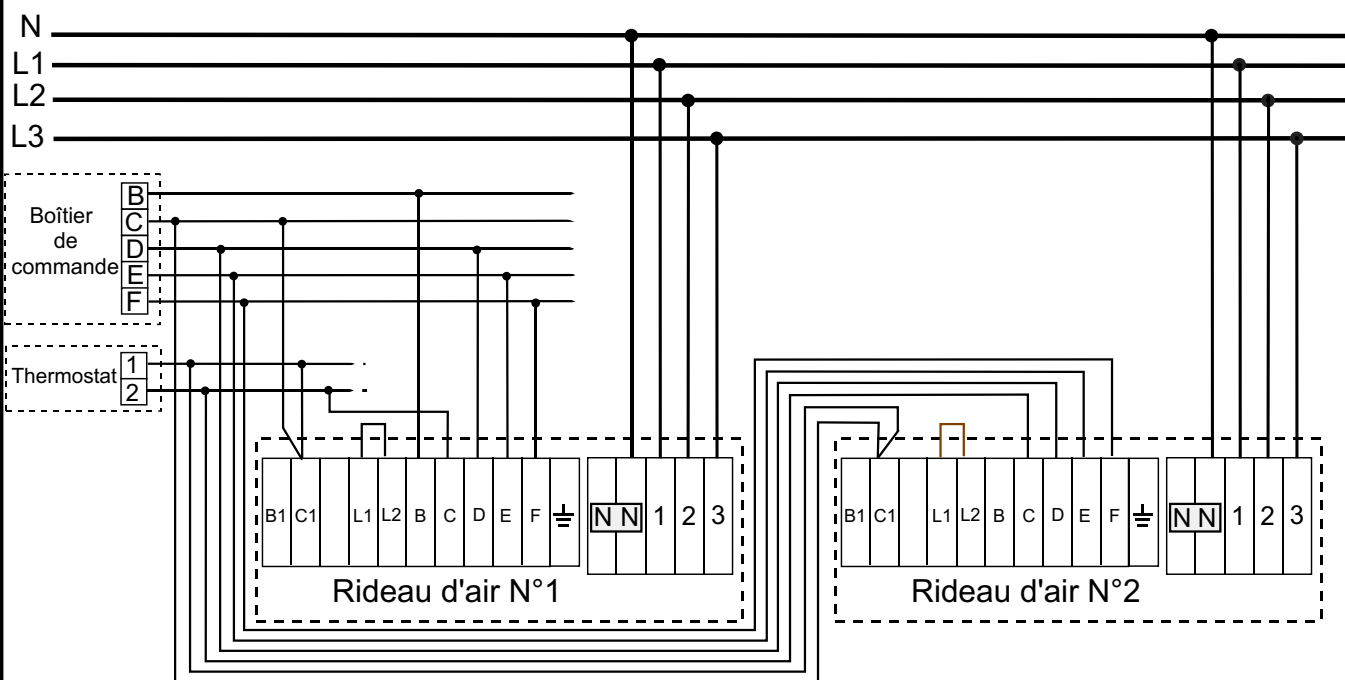 N
L1
L2
L3
Boîtier
de
commande
B
C
D
E
F
Thermostat
1
2
B1 C1 L1 L2 B C D E F
N N 1 2 3
Rideau d'air N°1
B1 C1 L1 L2 B C D E F
N N 1 2 3
Rideau d'air N°2